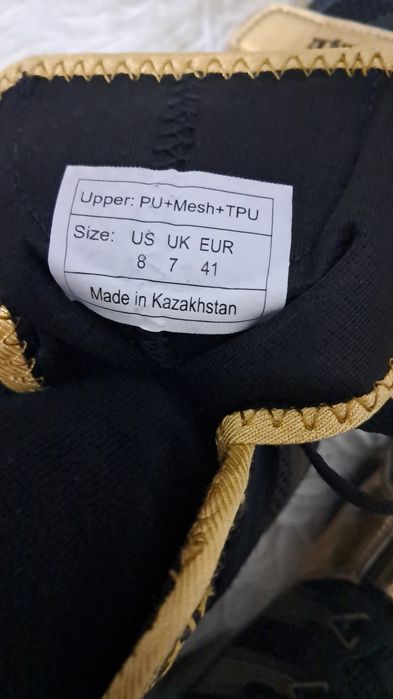 Upper: PU+Mesh+TPU
Size: US UK EUR
8 7 41
Made in Kazakhstan